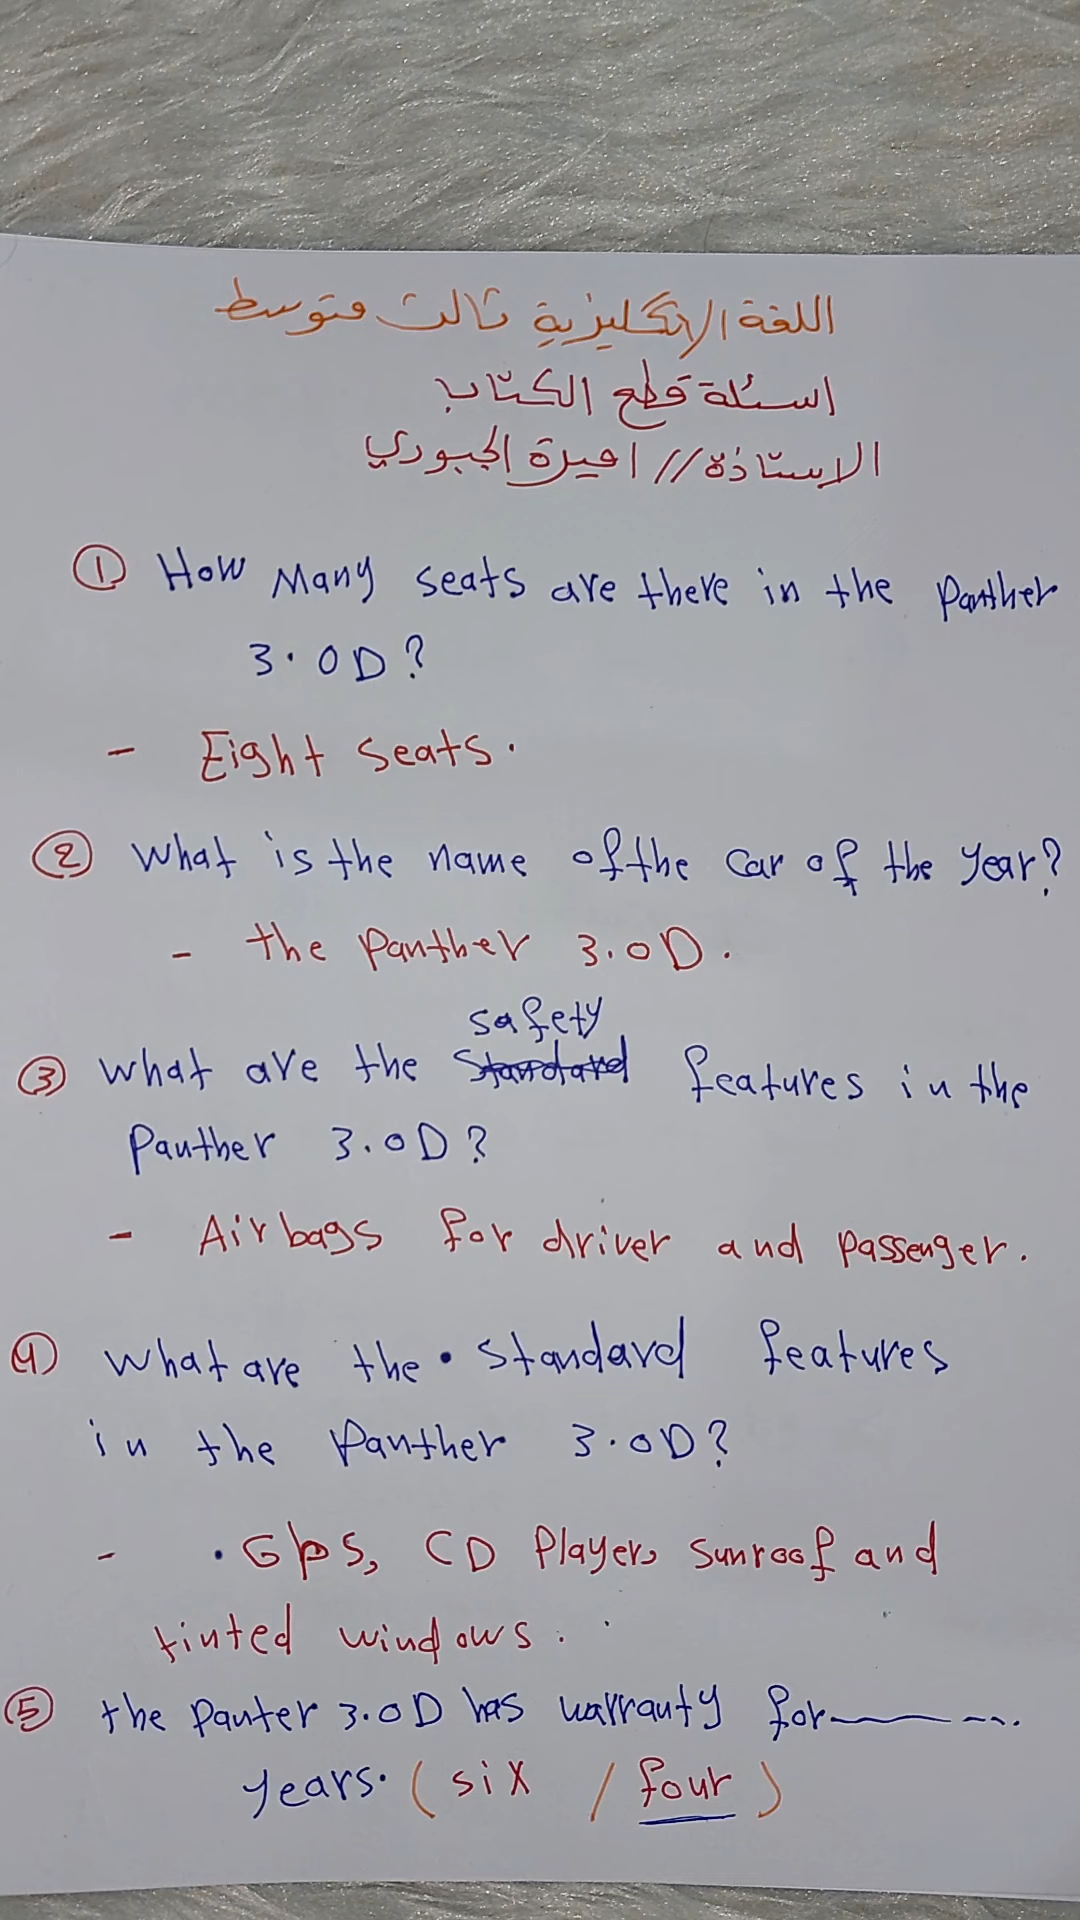 اللغة الانكليزية ثالث متوسط
اسئلة قطع الكتاب
الاستاذة // اميرة الجبوري
① How Many seats are there in the Panther
3.0D?
- Eight seats.
② What is the name of the car of the year?
- the Panther 3.0D.
safety
③ What are the Standard features in the
Panther 3.0D?
- Airbags for driver and passenger.
④ What are the • standard features
in the Panther 3.0D?
- . Gps, CD Player, sunroof and
tinted windows.
⑤ the panter 3.0D has warranty for______
years. (six / four)